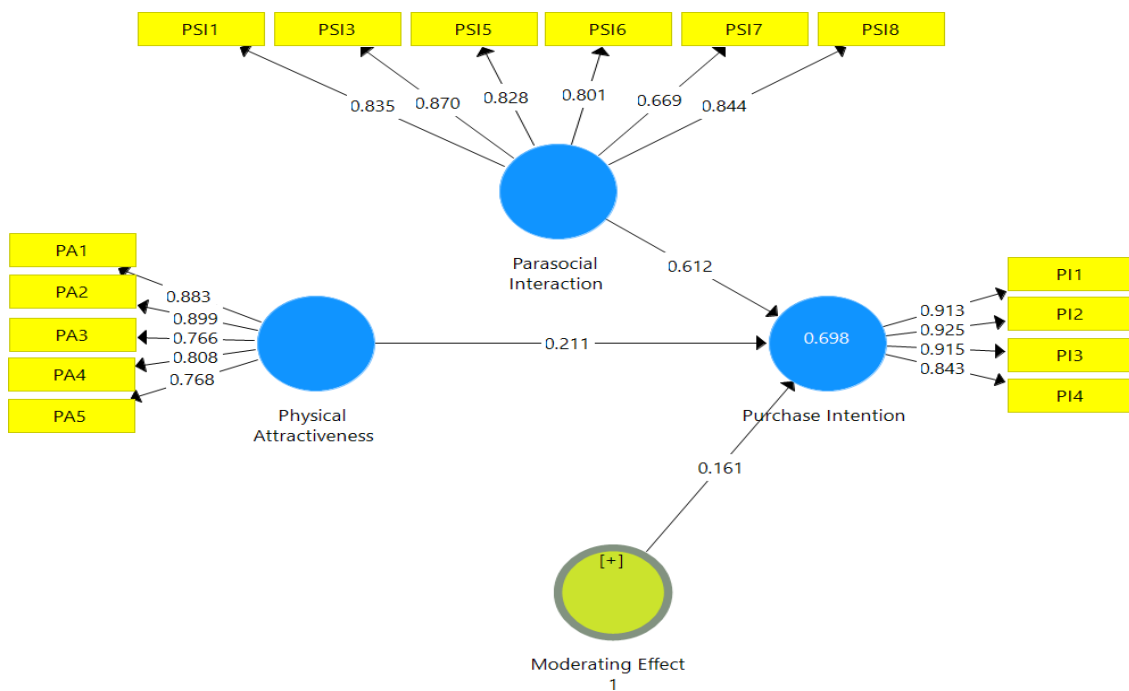 PSI1 PSI3 PSI5 PSI6 PSI7 PSI8
0.835 0.870 0.828 0.801 0.669 0.844
Parasocial
Interaction
0.612
PA1
PA2
PA3
PA4
PA5
0.883
0.899
0.766
0.808
0.768
Physical
Attractiveness
0.211
0.698
Purchase Intention
0.913
0.925
0.915
0.843
PI1
PI2
PI3
PI4
0.161
[+]
Moderating Effect
1